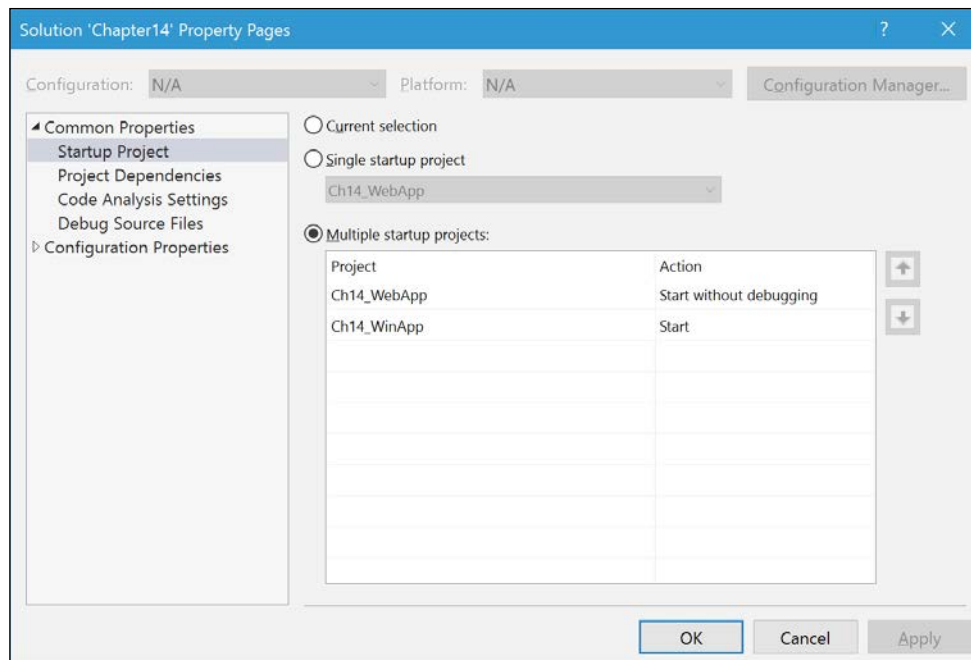 Solution 'Chapter14' Property Pages
?
Configuration: N/A Platform: N/A Configuration Manager...
Common Properties
Startup Project
Project Dependencies
Code Analysis Settings
Debug Source Files
Configuration Properties
Current selection
Single startup project
Ch14_WebApp
Multiple startup projects:
Project Action
Ch14_WebApp Start without debugging
Ch14_WinApp Start
OK Cancel Apply